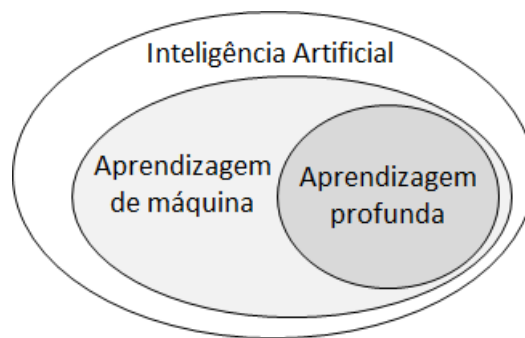 Inteligência Artificial
Aprendizagem
de máquina
Aprendizagem
profunda